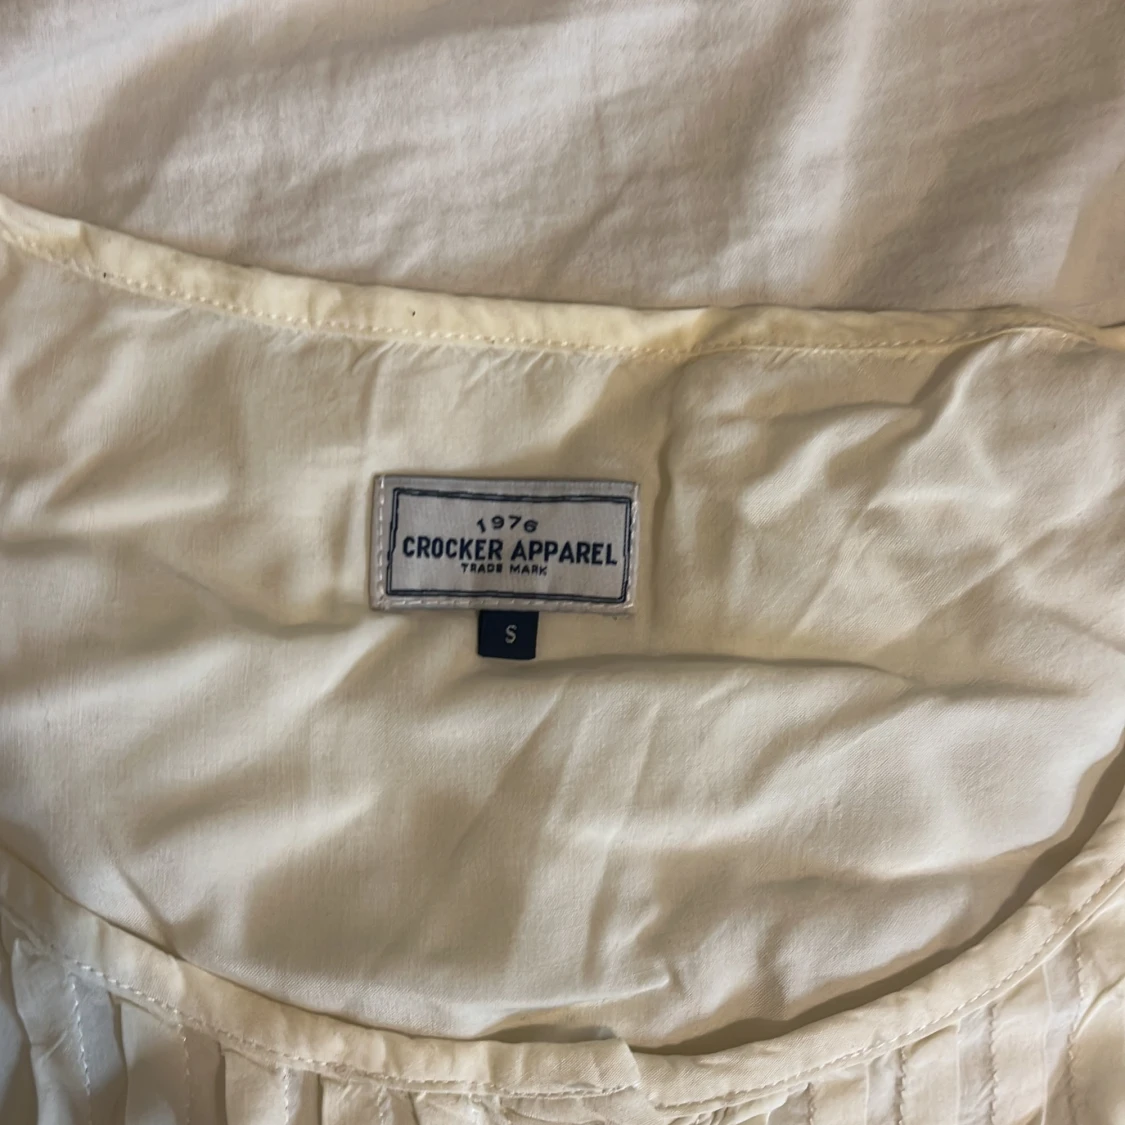 1976
CROCKER APPAREL
TRADE MARK
S